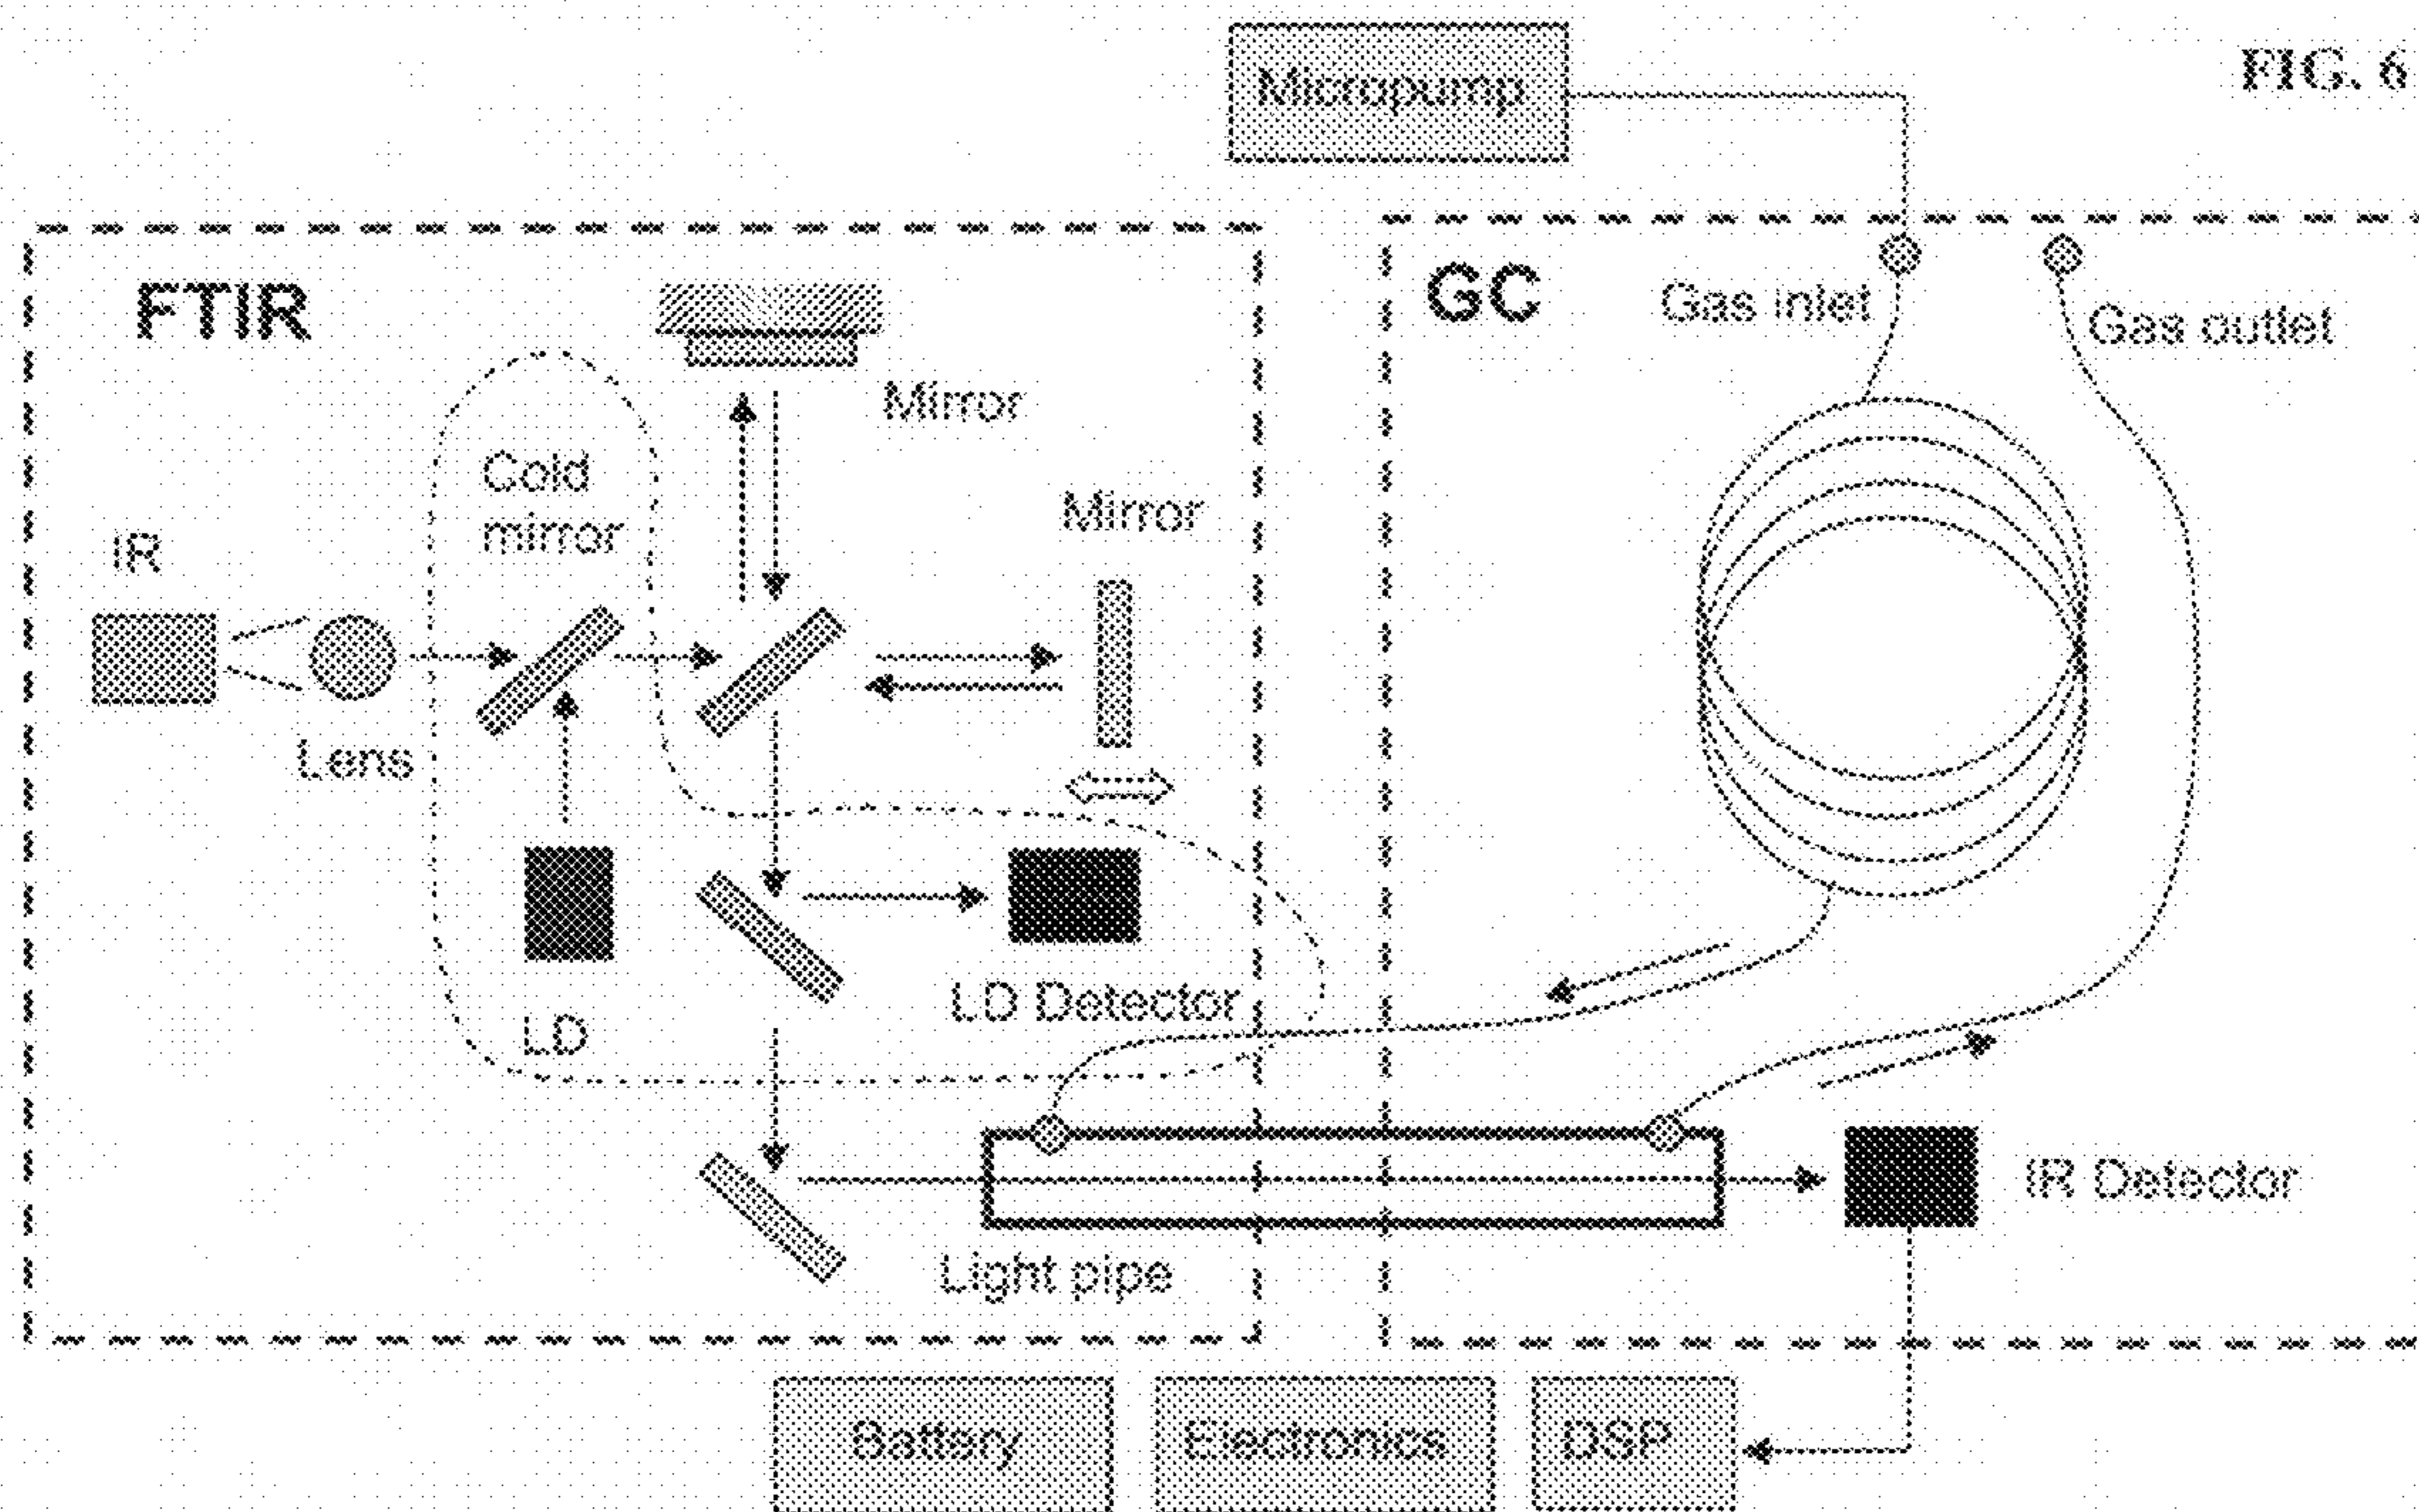 Micropump
FIG. 6
FTIR
GC
Gas inlet
Gas outlet
Mirror
Cold
mirror
Mirror
IR
Lens
LD
LD Detector
IR Detector
Light pipe
Battery
Electronics
DSP